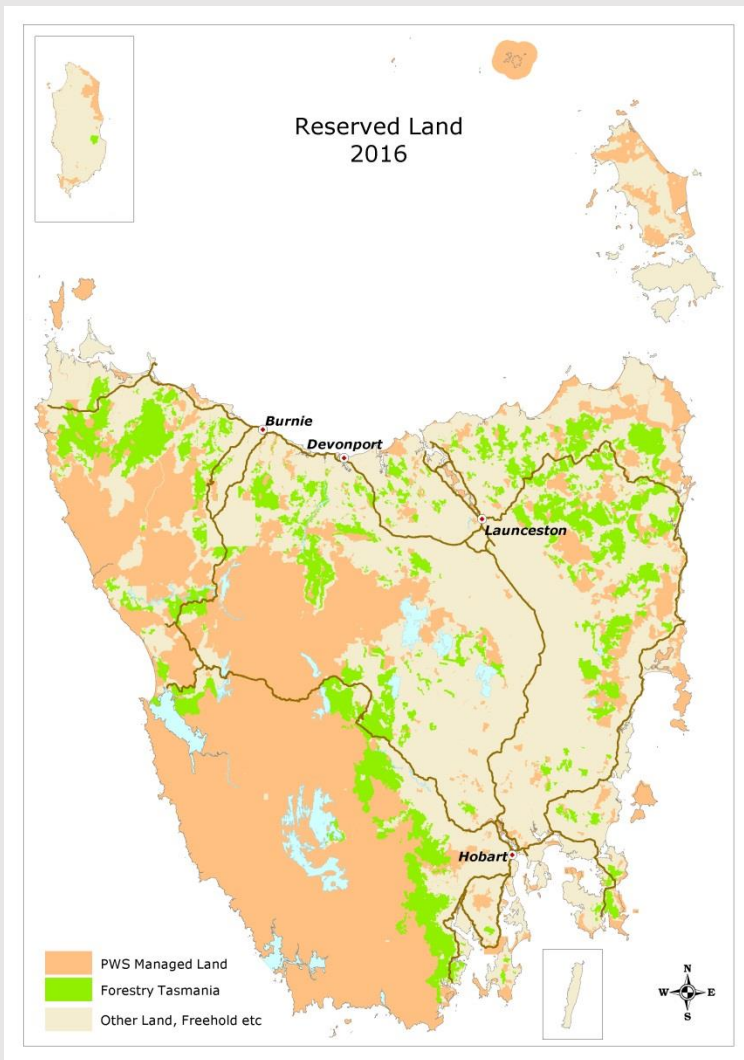 Reserved Land
2016
Burnie
Devonport
Launceston
Hobart
PWS Managed Land
Forestry Tasmania
Other Land, Freehold etc
N
W E
S